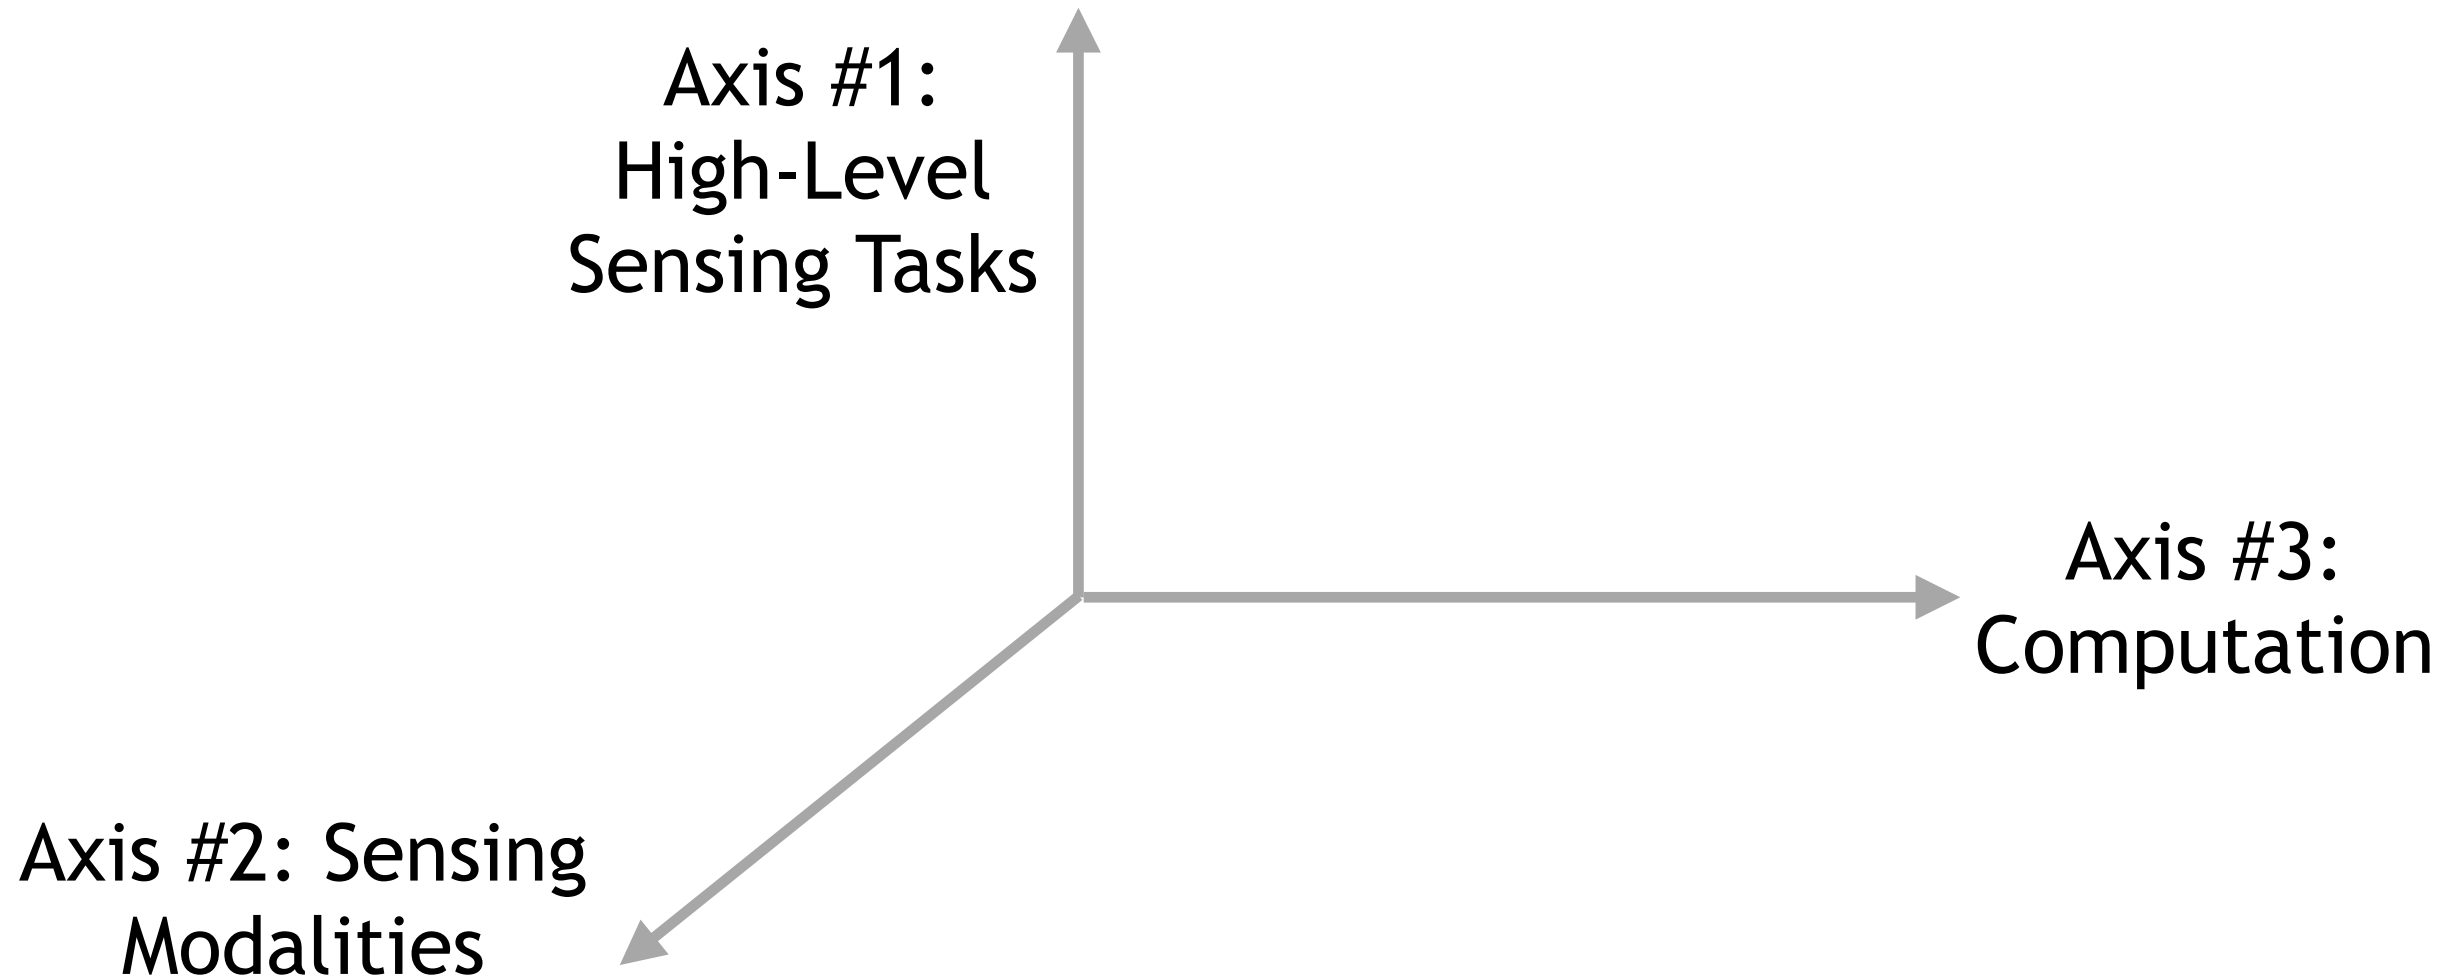 Axis #1:
High-Level
Sensing Tasks
Axis #3:
Computation
Axis #2: Sensing
Modalities